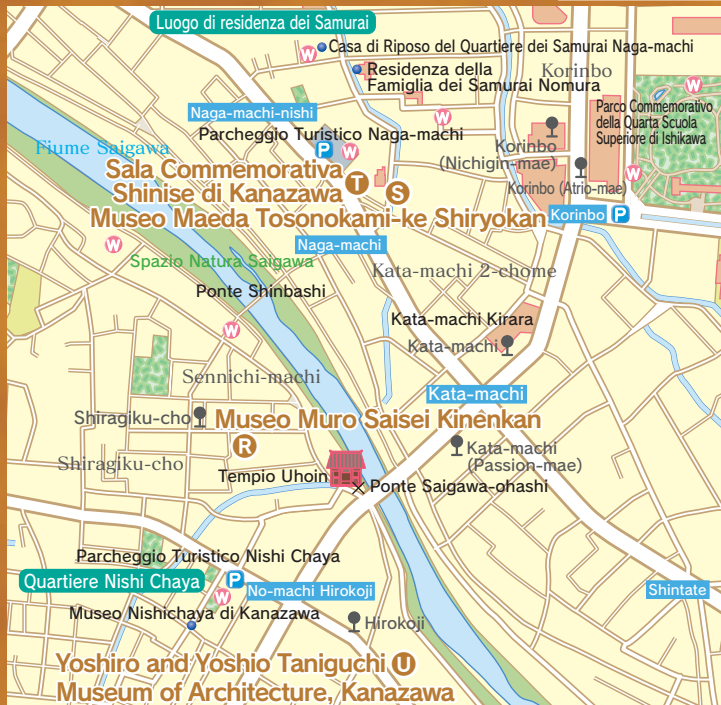 Luogo di residenza dei Samurai
W
Casa di Riposo del Quartiere dei Samurai Naga-machi
Residenza della
Famiglia dei Samurai Nomura
Korinbo
W
Parco Commemorativo
della Quarta Scuola
Superiore di Ishikawa
Naga-machi-nishi
W
Parcheggio Turistico Naga-machi
Fiume Saigawa
P
W
Korinbo
(Nichigin-mae)
W
Sala Commemorativa
Shinise di Kanazawa
T
S
Korinbo (Atrio-mae)
Museo Maeda Tosonokami-ke Shiryokan
Korinbo
P
W
Naga-machi
Spazio Natura Saigawa
Kata-machi 2-chome
Ponte Shinbashi
W
Kata-machi Kirara
Kata-machi
Sennichi-machi
Kata-machi
Shiragiku-cho
Museo Muro Saisei Kinenkan
R
Kata-machi
(Passion-mae)
Shiragiku-cho
Tempio Uhoin
Ponte Saigawa-ohashi
Parcheggio Turistico Nishi Chaya
Quartiere Nishi Chaya
P
W
No-machi Hirokoji
Shintate
Museo Nishichaya di Kanazawa
Hirokoji
Yoshiro and Yoshio Taniguchi
U
Museum of Architecture, Kanazawa